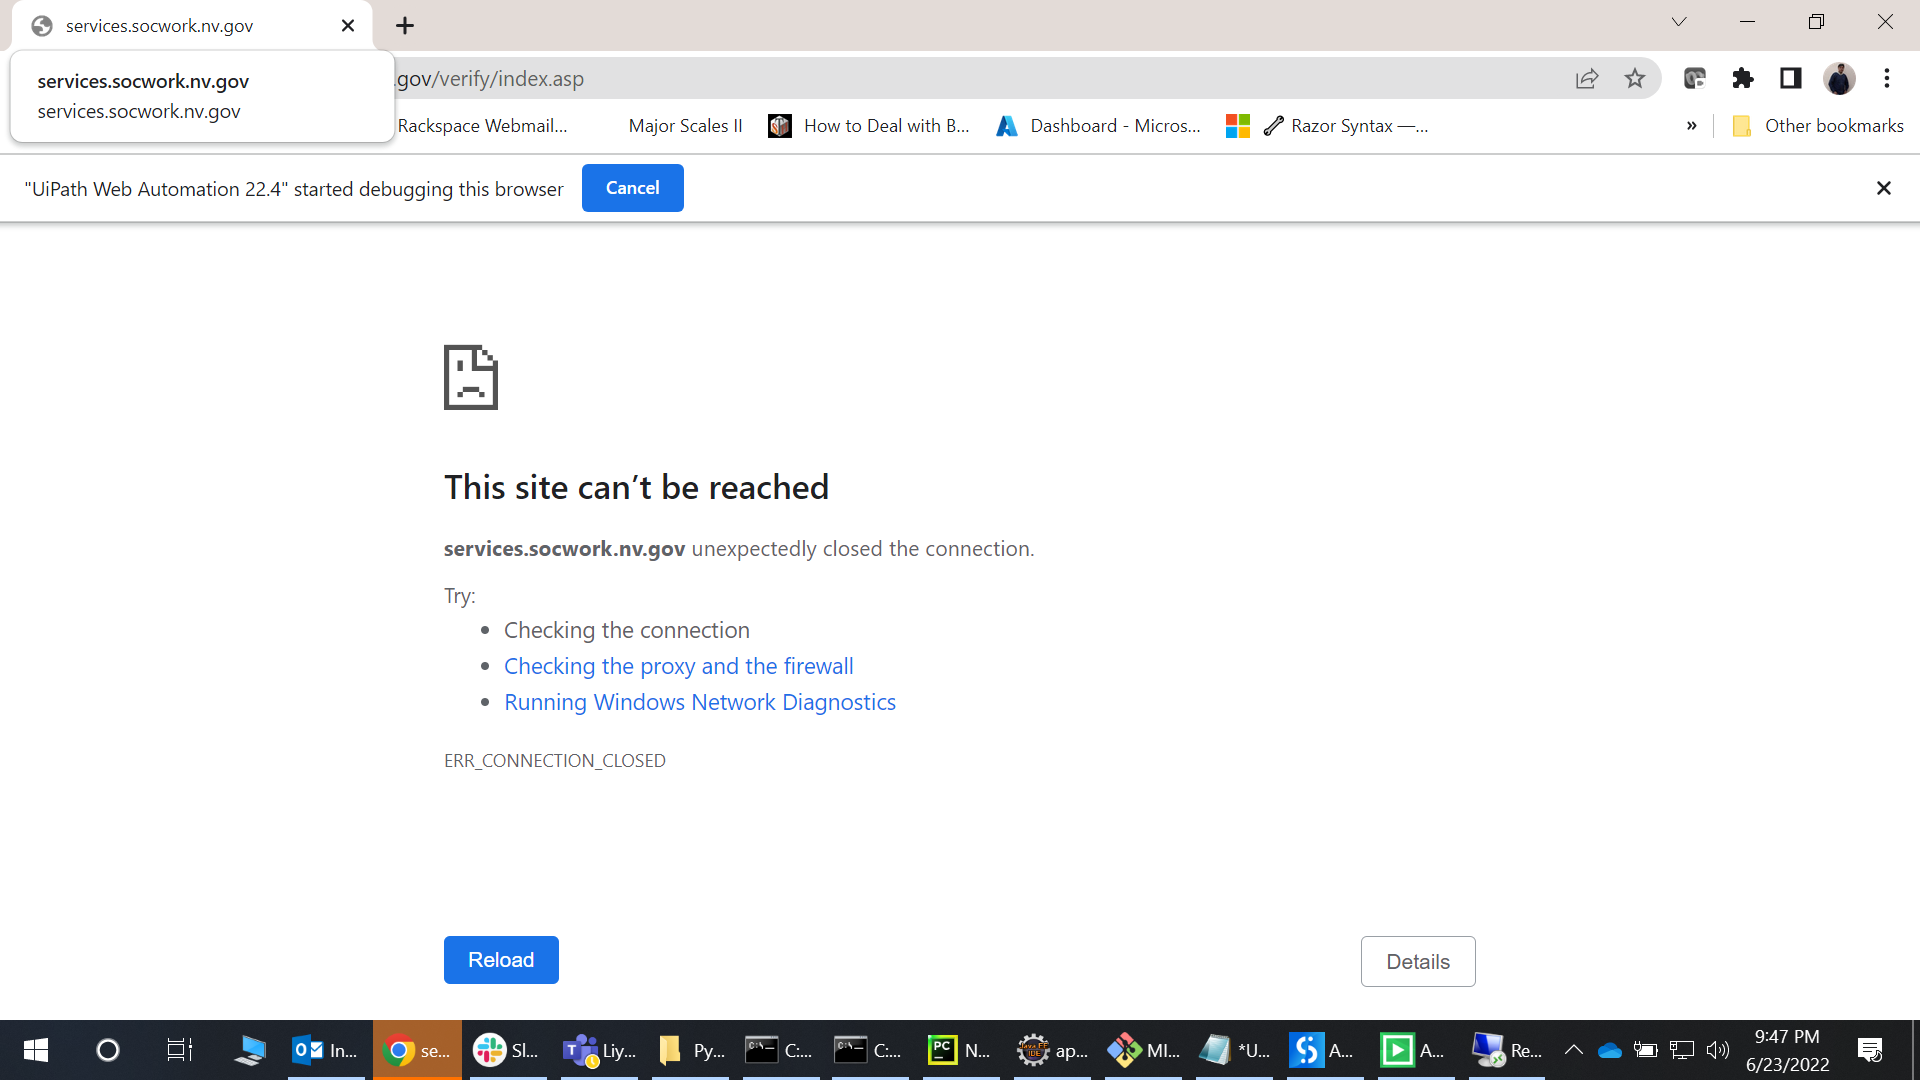 services.socwork.nv.gov
services.socwork.nv.gov
services.socwork.nv.gov
.gov/verify/index.asp
Rackspace Webmail...
Major Scales II
How to Deal with B...
Dashboard - Micros...
Razor Syntax —...
»
Other bookmarks
"UiPath Web Automation 22.4" started debugging this browser
Cancel
This site can’t be reached
services.socwork.nv.gov unexpectedly closed the connection.
Try:
• Checking the connection
• Checking the proxy and the firewall
• Running Windows Network Diagnostics
ERR_CONNECTION_CLOSED
Reload
Details
In...
se...
Sl...
Liy...
Py...
C:...
C:...
PC
N...
ap...
MI...
*U...
A...
A...
Re...
9:47 PM
6/23/2022